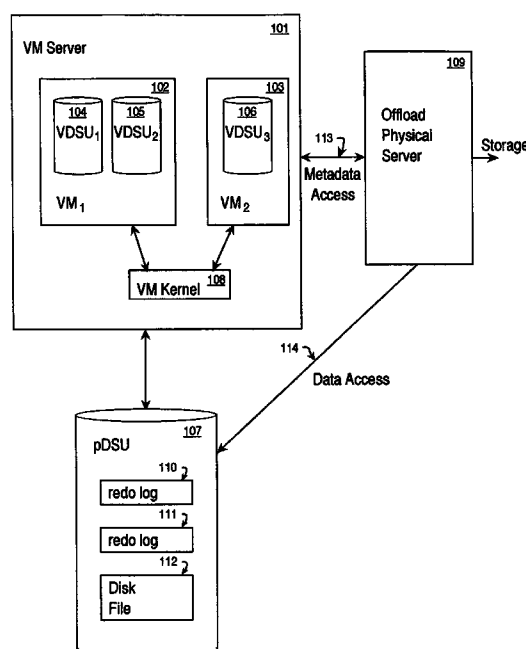 101
VM Server
102
103
109
104
105
106
VDSU1
VDSU2
VDSU3
Offload
Physical
Server
113
Storage
Metadata
Access
VM1
VM2
108
VM Kernel
114
Data Access
107
pDSU
110
redo log
111
redo log
112
Disk
File